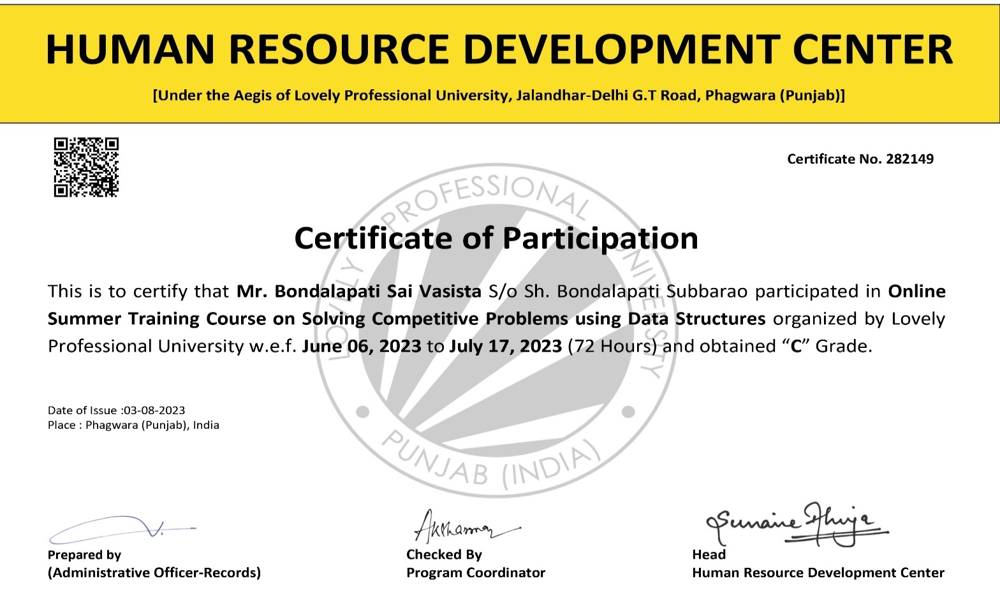 HUMAN RESOURCE DEVELOPMENT CENTER
[Under the Aegis of Lovely Professional University, Jalandhar-Delhi G.T Road, Phagwara (Punjab)]
Certificate No. 282149
LOVELY PROFESSIONAL UNIVERSITY
Certificate of Participation
This is to certify that Mr. Bondalapati Sai Vasista S/o Sh. Bondalapati Subbarao participated in Online
Summer Training Course on Solving Competitive Problems using Data Structures organized by Lovely
Professional University w.e.f. June 06, 2023 to July 17, 2023 (72 Hours) and obtained “C” Grade.
Date of Issue :03-08-2023
Place : Phagwara (Punjab), India
PUNJAB (INDIA)
Sunaina Ahuja
Prepared by
(Administrative Officer-Records)
Checked By
Program Coordinator
Head
Human Resource Development Center